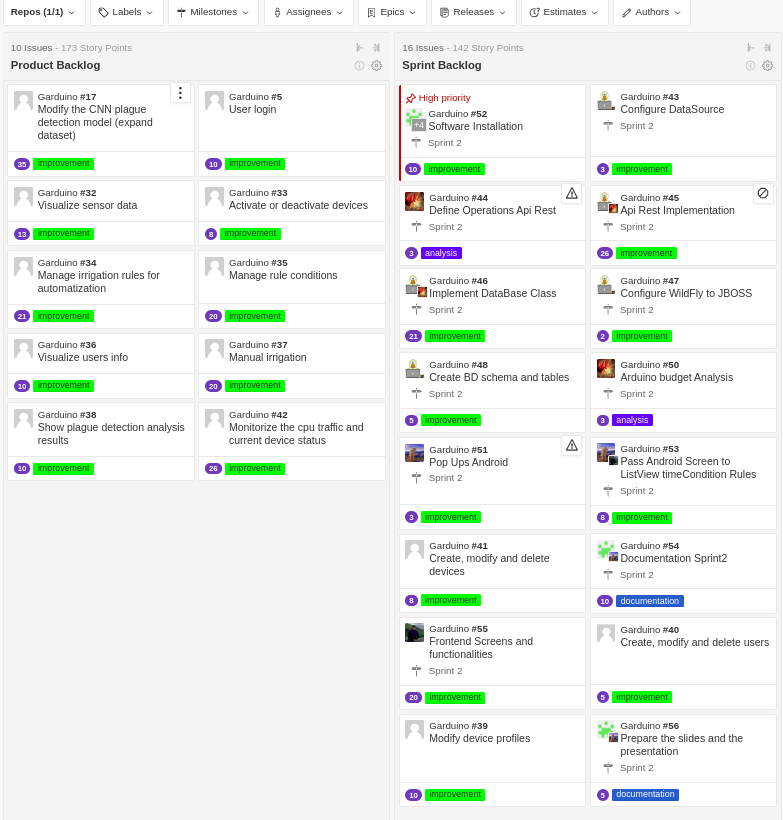 Repos (1/1)
Labels
Milestones
Assignees
Epics
Releases
Estimates
Authors
10 Issues - 173 Story Points
Product Backlog
Garduino #17
Modify the CNN plague
detection model (expand
dataset)
35 improvement
Garduino #5
User login
10 improvement
Garduino #32
Visualize sensor data
13 improvement
Garduino #33
Activate or deactivate devices
8 improvement
Garduino #34
Manage irrigation rules for
automatization
21 improvement
Garduino #35
Manage rule conditions
20 improvement
Garduino #36
Visualize users info
10 improvement
Garduino #37
Manual irrigation
20 improvement
Garduino #38
Show plague detection analysis
results
10 improvement
Garduino #42
Monitorize the cpu traffic and
current device status
26 improvement
16 Issues - 142 Story Points
Sprint Backlog
High priority
Garduino #52
+4
Software Installation
Sprint 2
10 improvement
Garduino #43
Configure DataSource
Sprint 2
3 improvement
Garduino #44
Define Operations Api Rest
Sprint 2
3 analysis
Garduino #45
Api Rest Implementation
Sprint 2
26 improvement
Garduino #46
Implement DataBase Class
Sprint 2
21 improvement
Garduino #47
Configure WildFly to JBOSS
Sprint 2
2 improvement
Garduino #48
Create BD schema and tables
Sprint 2
5 improvement
Garduino #50
Arduino budget Analysis
Sprint 2
3 analysis
Garduino #51
Pop Ups Android
Sprint 2
3 improvement
Garduino #53
Pass Android Screen to
ListView timeCondition Rules
Sprint 2
8 improvement
Garduino #41
Create, modify and delete
devices
8 improvement
Garduino #54
Documentation Sprint2
Sprint 2
10 documentation
Garduino #55
Frontend Screens and
functionalities
Sprint 2
20 improvement
Garduino #40
Create, modify and delete users
5 improvement
Garduino #39
Modify device profiles
10 improvement
Garduino #56
Prepare the slides and the
presentation
Sprint 2
5 documentation